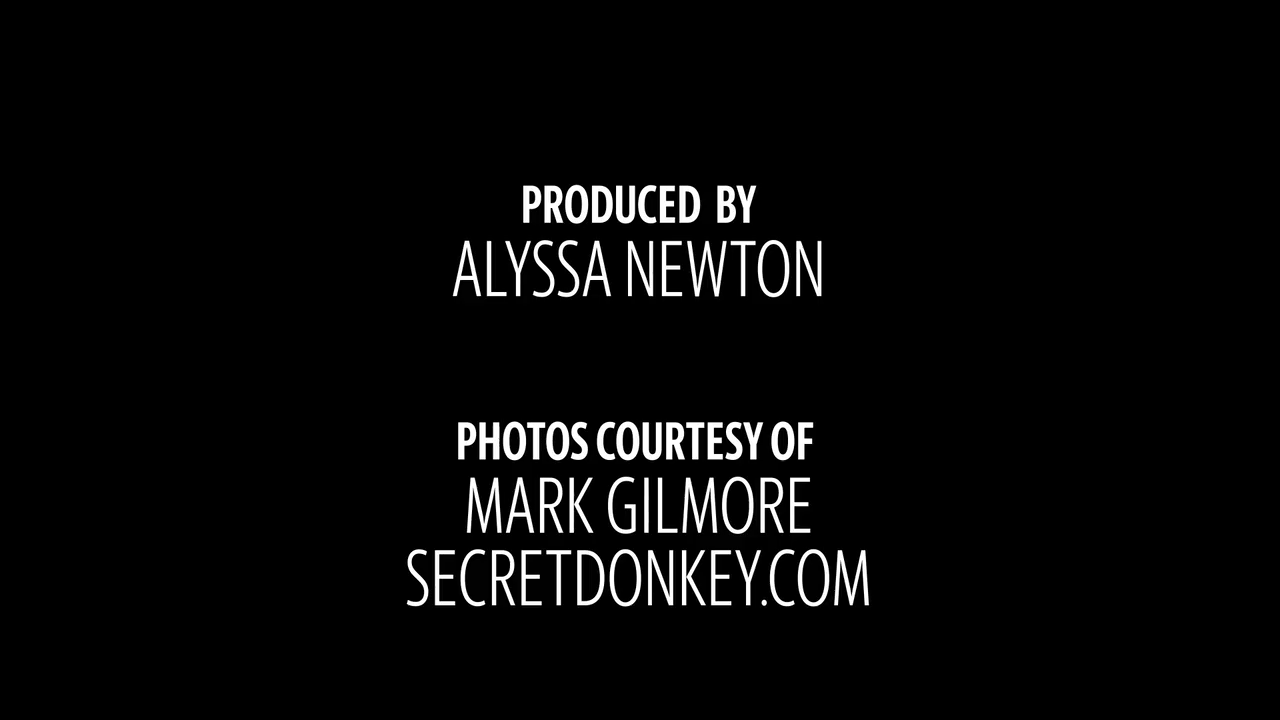 PRODUCED BY
ALYSSA NEWTON
PHOTOS COURTESY OF
MARK GILMORE
SECRETDONKEY.COM